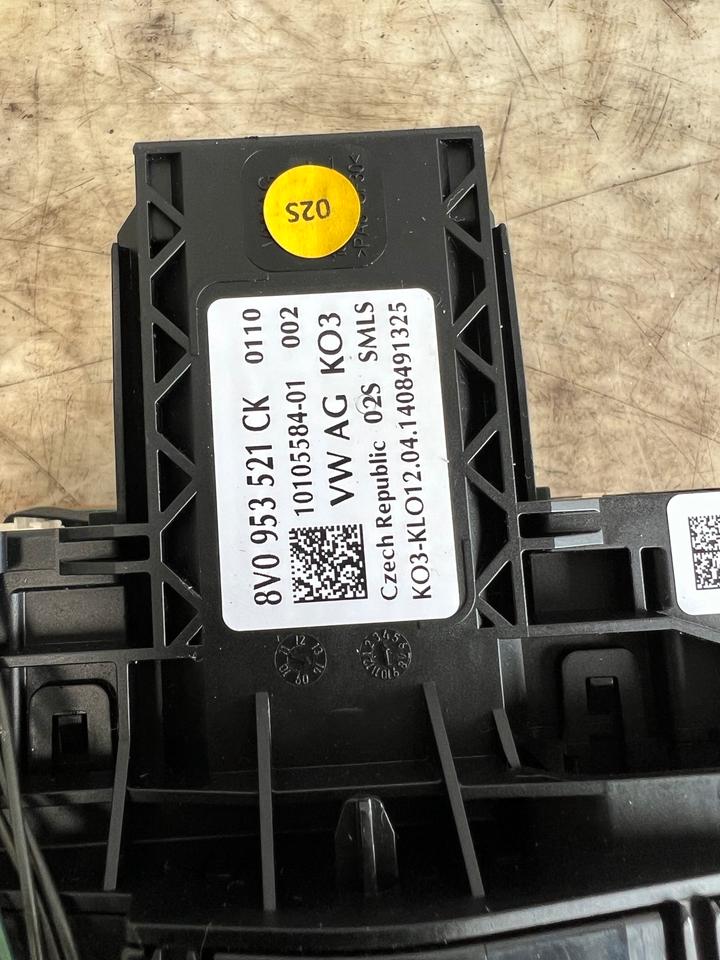 02S
8V0 953 521 CK 0110
10105584-01 002
VW AG KO3
Czech Republic 02S SMLS
KO3-KLO12.04.1408491325